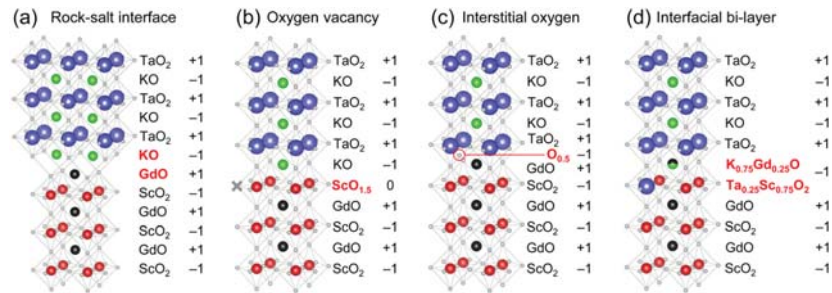 (a) Rock-salt interface
TaO₂ +1
KO –1
TaO₂ +1
KO –1
TaO₂ +1
KO –1
GdO +1
ScO₂ –1
GdO +1
ScO₂ –1
GdO +1
ScO₂ –1
(b) Oxygen vacancy
TaO₂ +1
KO –1
TaO₂ +1
KO –1
TaO₂ +1
KO –1
ScO₁.₅ 0
GdO +1
ScO₂ –1
GdO +1
ScO₂ –1
(c) Interstitial oxygen
TaO₂ +1
KO –1
TaO₂ +1
KO –1
TaO₂ +1
O₀.₅ –1
GdO +1
ScO₂ –1
GdO +1
ScO₂ –1
GdO +1
ScO₂ –1
(d) Interfacial bi-layer
TaO₂ +1
KO –1
TaO₂ +1
KO –1
TaO₂ +1
K₀.₇₅Gd₀.₂₅O
–1
Ta₀.₂₅Sc₀.₇₅O₂
GdO +1
ScO₂ –1
GdO +1
ScO₂ –1